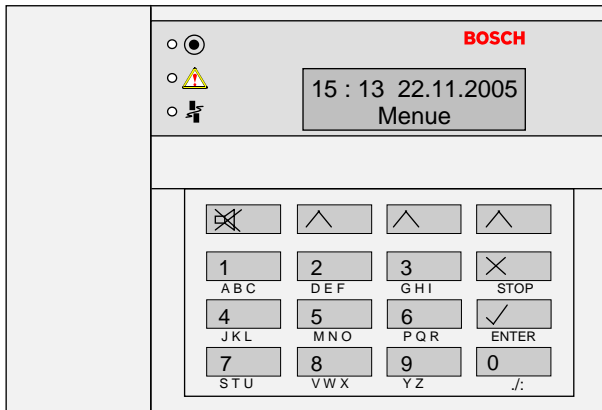 BOSCH
15 : 13 22.11.2005
Menue
1 2 3
ABC DEF GHI STOP
4 5 6
JKL MNO PQR ENTER
7 8 9 0
STU VWX YZ ./: